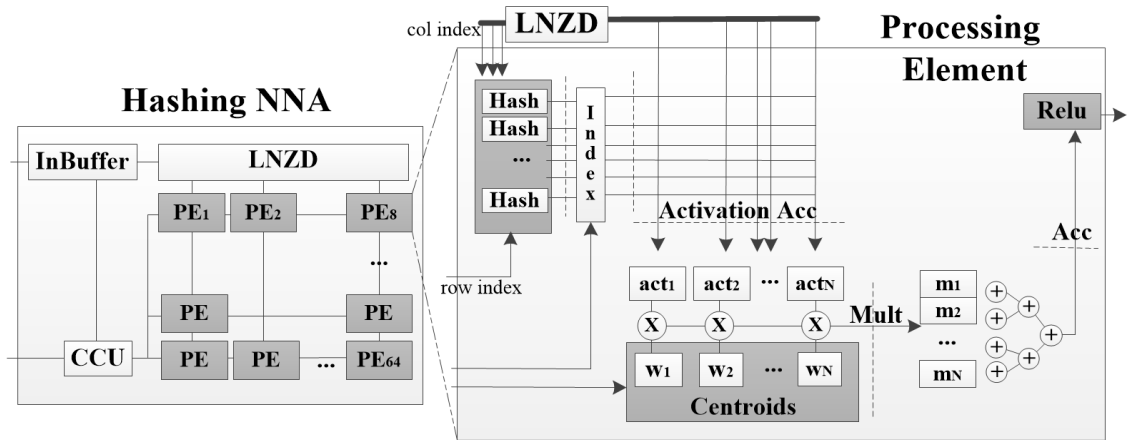 Hashing NNA
InBuffer
LNZD
PE1
PE2
PE8
...
PE
PE
CCU
PE
PE
...
PE64
col index
LNZD
Processing
Element
Hash
Hash
...
Hash
Index
row index
Activation Acc
act1
act2
...
actN
X
X
X
Mult
w1
w2
...
wN
Centroids
m1
m2
...
mN
+
+
+
+
+
+
+
Acc
Relu